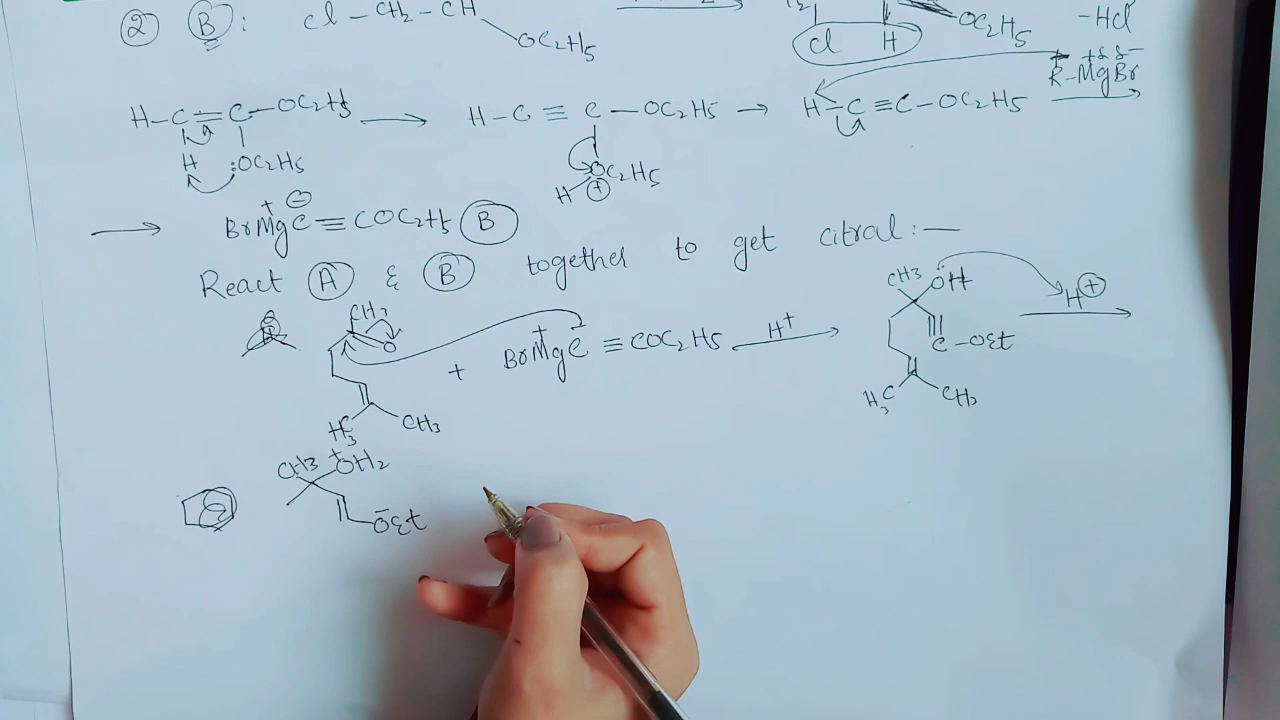 ② Ⓑ : Cl – CH₂ – CH OC₂H₅ Cl H OC₂H₅ -HCl
R-MgBr
H-C=C-OC₂H₅ → H-C≡C-OC₂H₅ → H-C≡C-OC₂H₅ →
H :OC₂H₅ H OC₂H₅ ⊕
→ BrMgC≡COC₂H₅ Ⓑ
React Ⓐ & Ⓑ together to get citral :—
CH₃ O H₃C CH₃ + BrMgC≡COC₂H₅ H⁺ → CH₃ ÖH C-OEt H₃C CH₃ H⊕ →
CH₃ OH₂ OEt